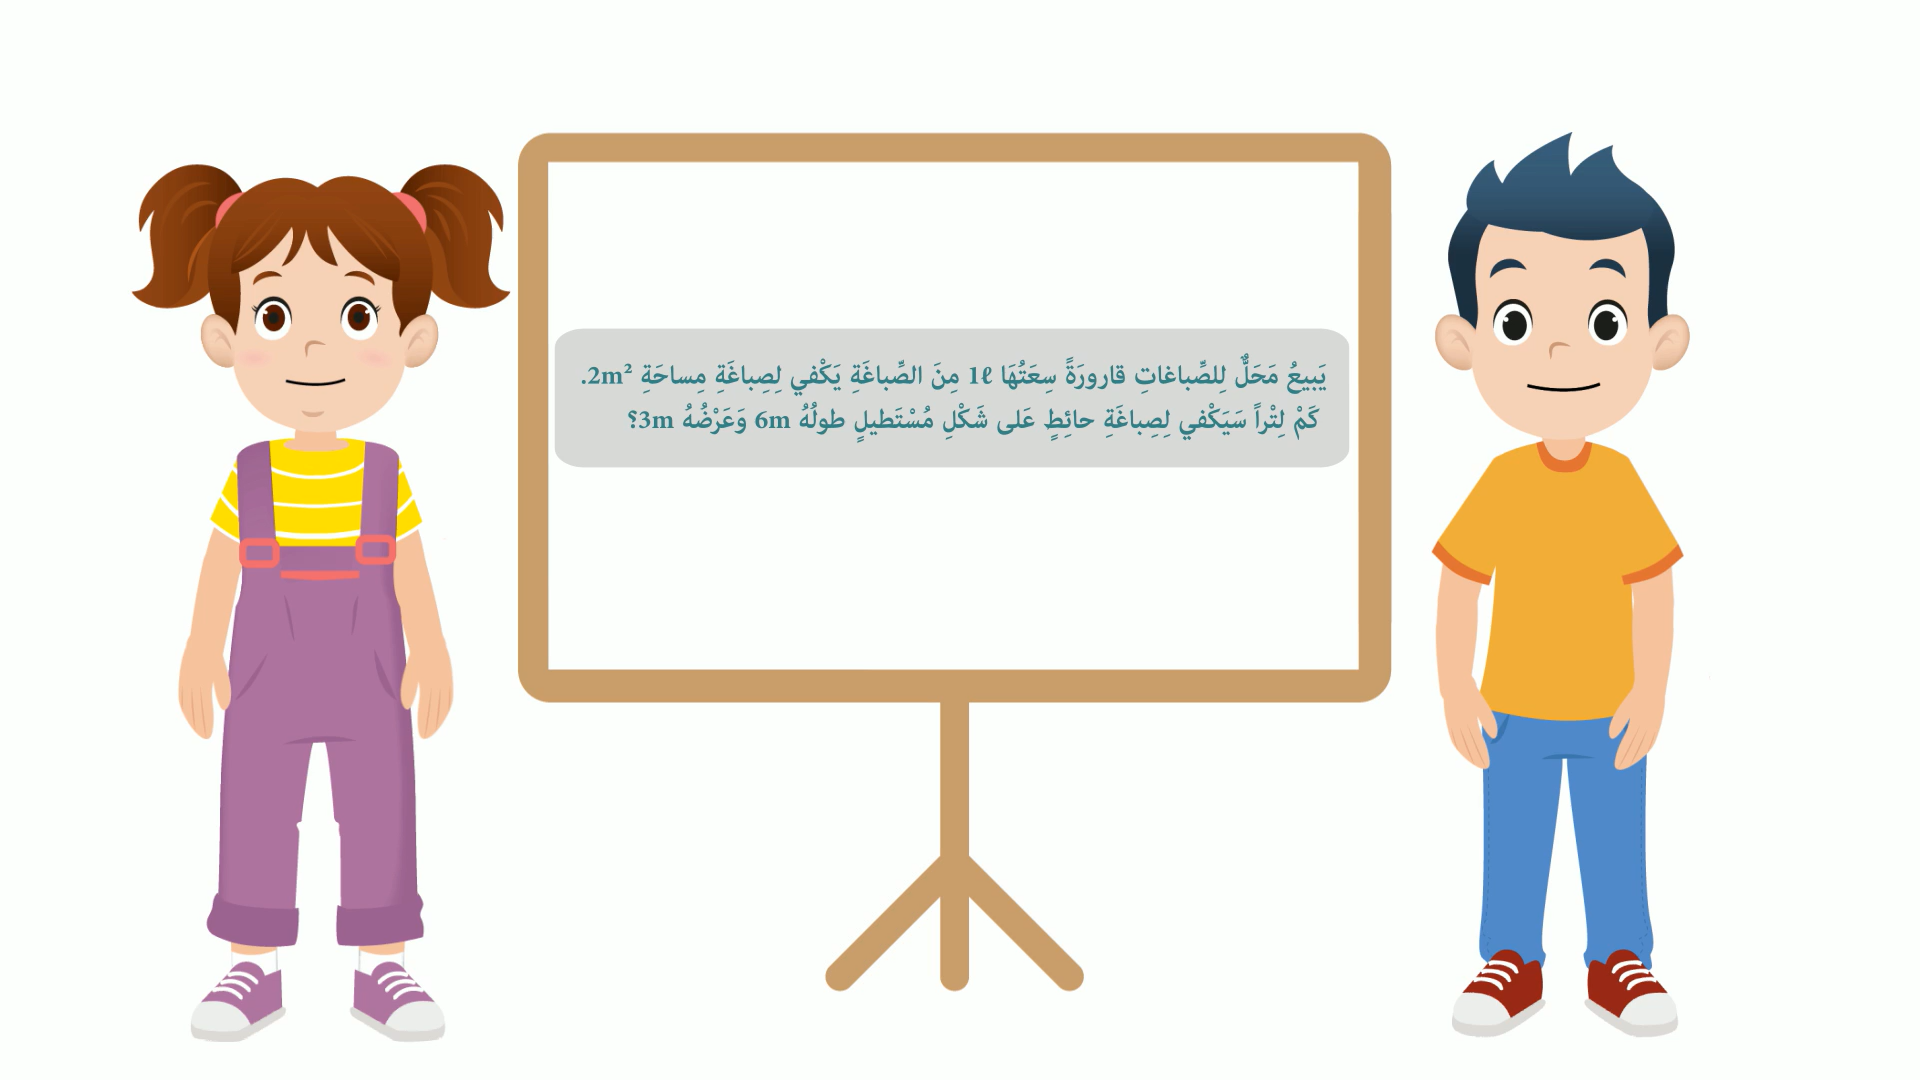 يَبيعُ مَحَلٌّ لِلصِّباغاتِ قارورَةً سِعَتُهَا 1ℓ مِنَ الصِّباغَةِ يَكْفي لِصِباغَةِ مِساحَةِ 2m².
كَمْ لِتْراً سَيَكْفي لِصِباغَةِ حائِطٍ عَلى شَكْلِ مُسْتَطيلٍ طولُهُ 6m وَعَرْضُهُ 3m؟